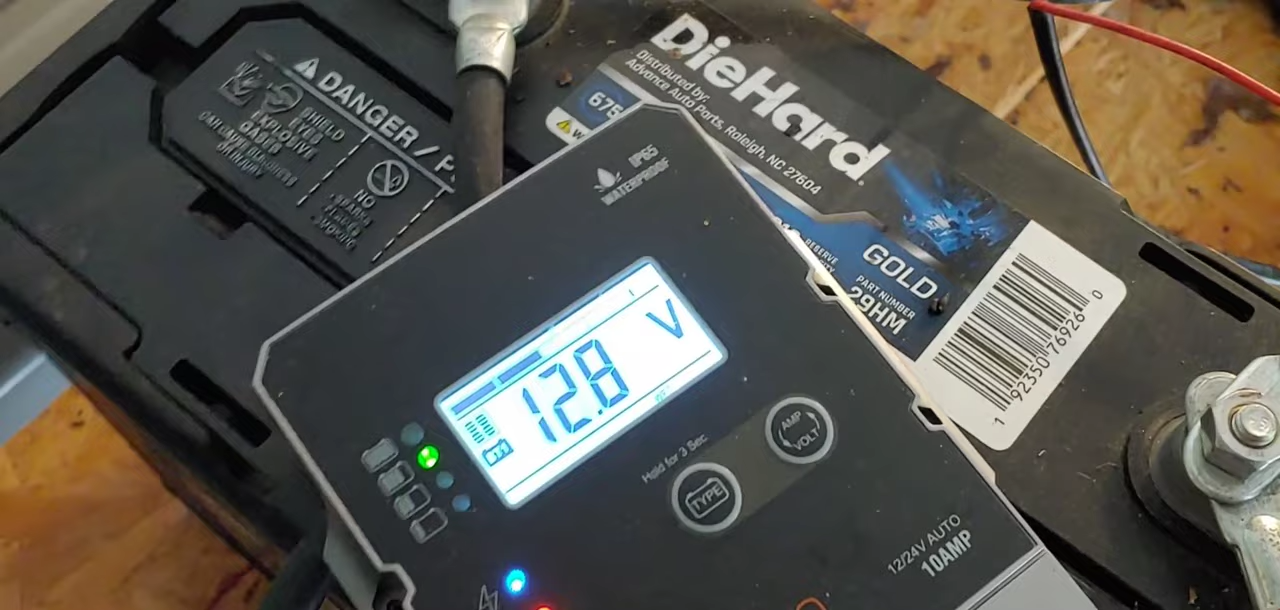 DANGER / P
SHIELD
EYES
EXPLOSIVE
GASES
NO
DieHard
Distributed by:
Advance Auto Parts, Raleigh, NC 27604
675
RESERVE
GOLD
PART NUMBER
29HM
1 92350 76926 0
IP65
WATERPROOF
12.8 V
AMP
VOLT
Hold for 3 Sec
TYPE
12/24V AUTO
10AMP